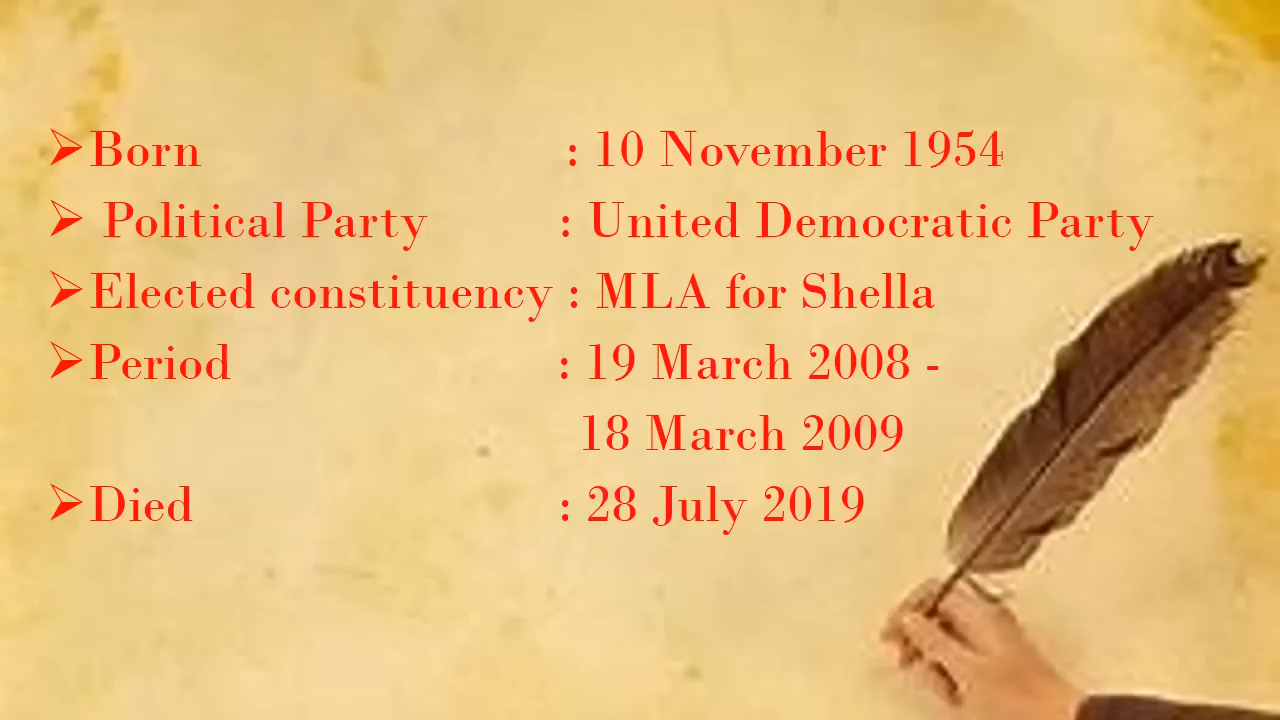 ➢Born : 10 November 1954
➢ Political Party : United Democratic Party
➢Elected constituency : MLA for Shella
➢Period : 19 March 2008 -
18 March 2009
➢Died : 28 July 2019